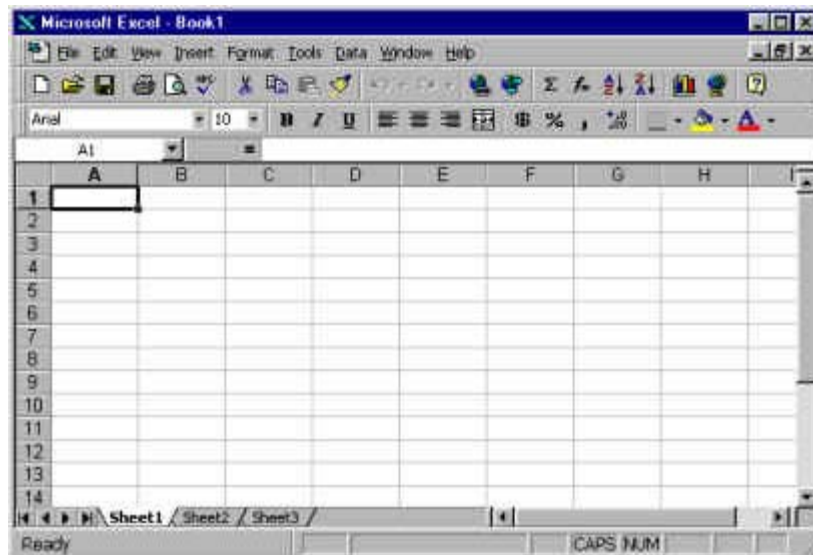 Microsoft Excel - Book1
File Edit View Insert Format Tools Data Window Help
Arial 10 B I U $ % ,
A1 =
A B C D E F G H I
1
2
3
4
5
6
7
8
9
10
11
12
13
14
Sheet1 Sheet2 Sheet3
Ready CAPS NUM